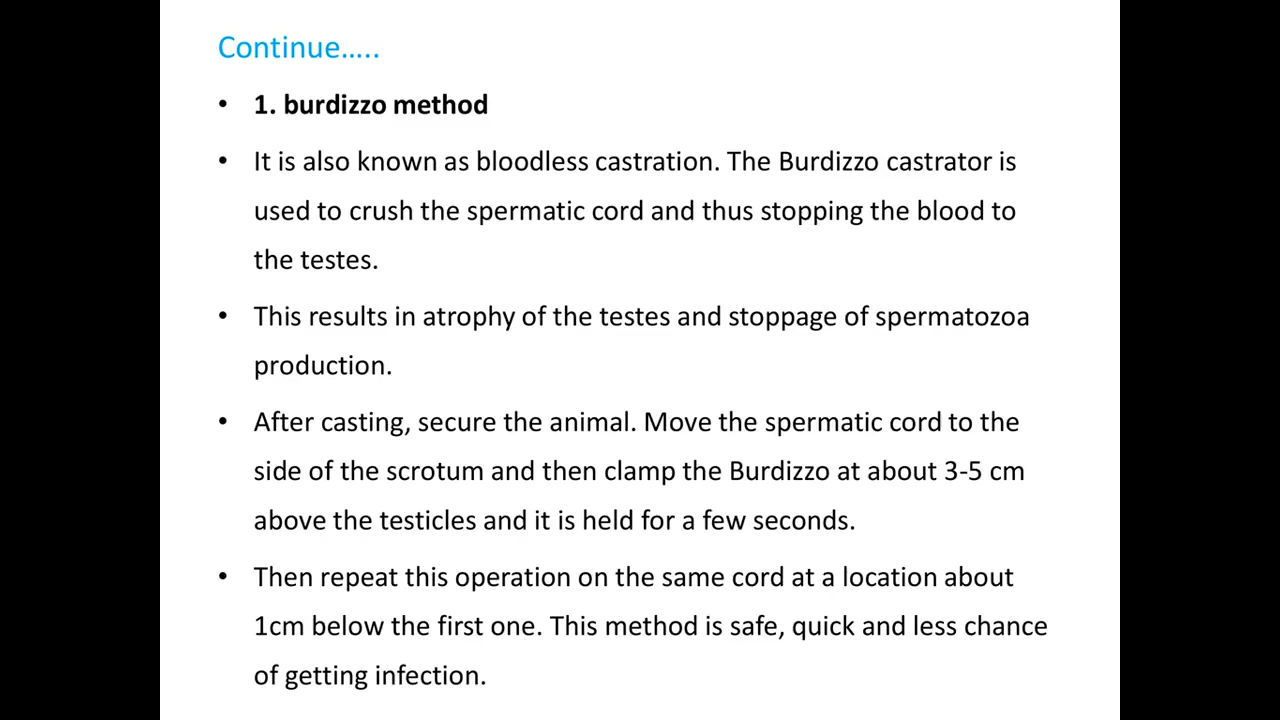 Continue…..
• 1. burdizzo method
• It is also known as bloodless castration. The Burdizzo castrator is
used to crush the spermatic cord and thus stopping the blood to
the testes.
• This results in atrophy of the testes and stoppage of spermatozoa
production.
• After casting, secure the animal. Move the spermatic cord to the
side of the scrotum and then clamp the Burdizzo at about 3-5 cm
above the testicles and it is held for a few seconds.
• Then repeat this operation on the same cord at a location about
1cm below the first one. This method is safe, quick and less chance
of getting infection.